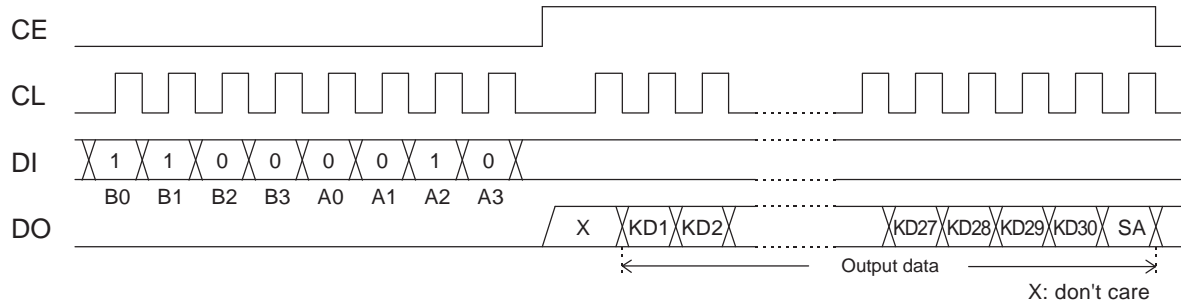 CE
CL
DI 1 1 0 0 0 0 1 0
B0 B1 B2 B3 A0 A1 A2 A3
DO X KD1 KD2 KD27 KD28 KD29 KD30 SA
Output data
X: don't care